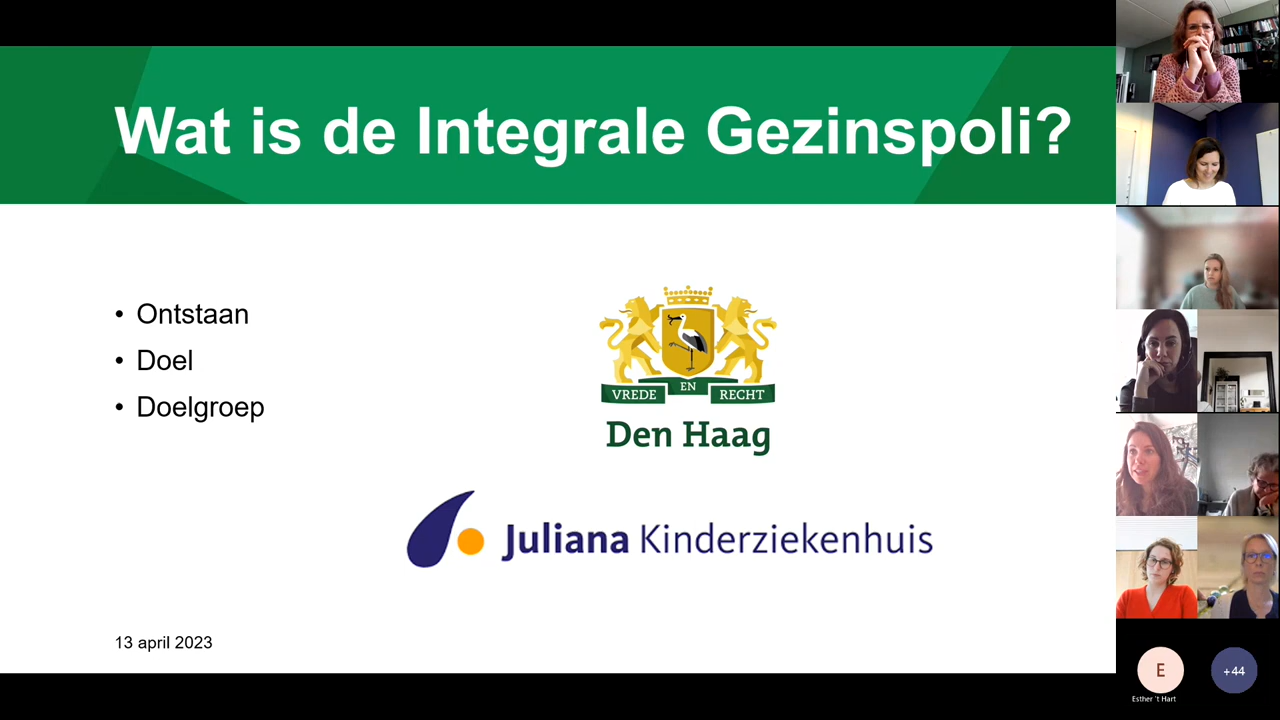 Wat is de Integrale Gezinspoli?
• Ontstaan
• Doel
• Doelgroep
VREDE EN RECHT
Den Haag
Juliana Kinderziekenhuis
13 april 2023
E
Esther 't Hart
+44